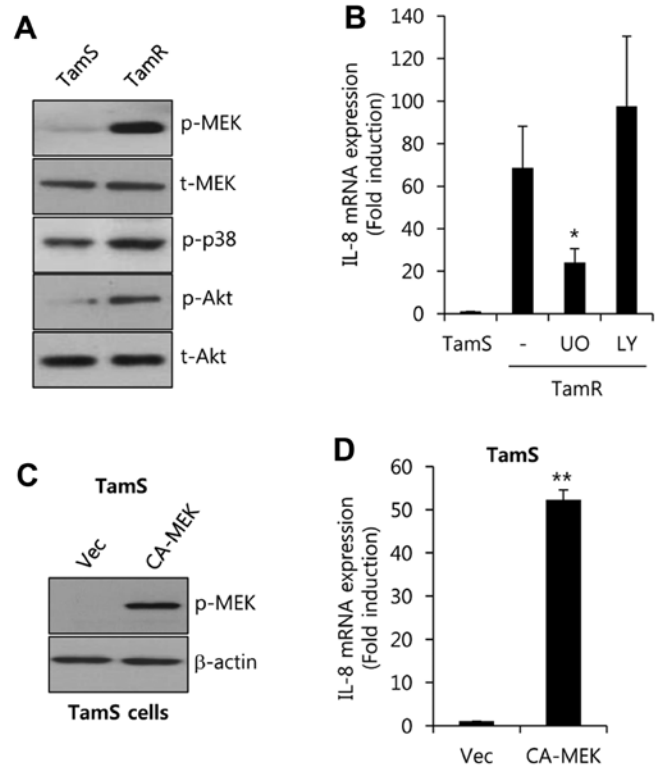 A
TamS
TamR
p-MEK
t-MEK
p-p38
p-Akt
t-Akt
B
IL-8 mRNA expression
(Fold induction)
140
120
100
80
60
40
20
0
*
TamS
-
UO
LY
TamR
C
TamS
Vec
CA-MEK
p-MEK
β-actin
TamS cells
D
TamS
IL-8 mRNA expression
(Fold induction)
60
50
40
30
20
10
0
**
Vec
CA-MEK